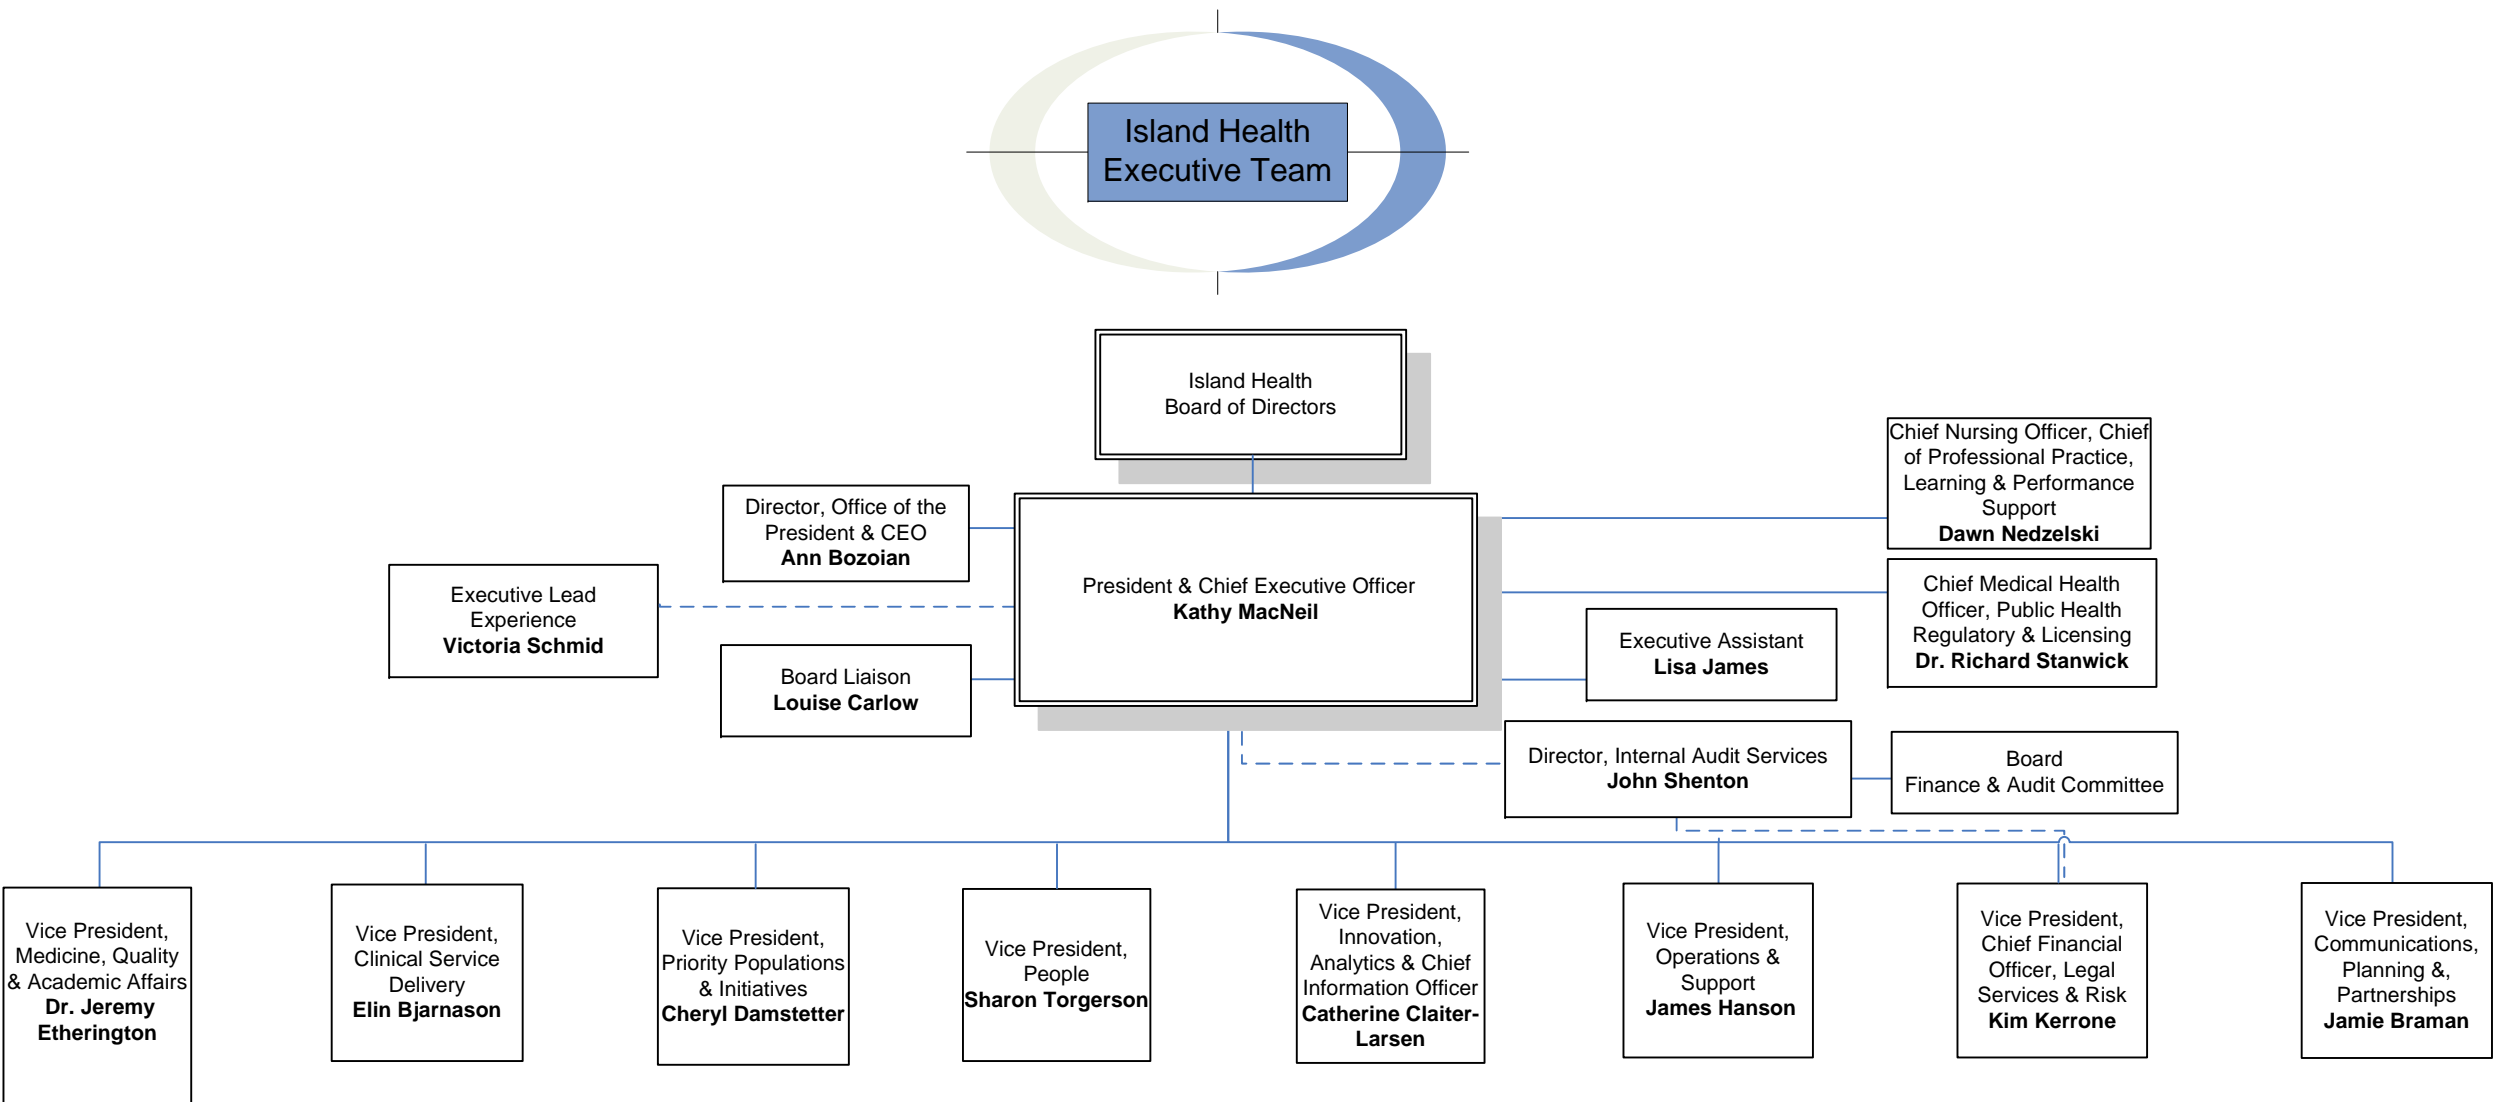 Island Health
Executive Team
Island Health
Board of Directors
Chief Nursing Officer, Chief
of Professional Practice,
Learning & Performance
Support
Dawn Nedzelski
Director, Office of the
President & CEO
Ann Bozoian
President & Chief Executive Officer
Kathy MacNeil
Executive Lead
Experience
Victoria Schmid
Chief Medical Health
Officer, Public Health
Regulatory & Licensing
Dr. Richard Stanwick
Executive Assistant
Lisa James
Board Liaison
Louise Carlow
Director, Internal Audit Services
John Shenton
Board
Finance & Audit Committee
Vice President,
Medicine, Quality
& Academic Affairs
Dr. Jeremy
Etherington
Vice President,
Clinical Service
Delivery
Elin Bjarnason
Vice President,
Priority Populations
& Initiatives
Cheryl Damstetter
Vice President,
People
Sharon Torgerson
Vice President,
Innovation,
Analytics & Chief
Information Officer
Catherine Claiter-
Larsen
Vice President,
Operations &
Support
James Hanson
Vice President,
Chief Financial
Officer, Legal
Services & Risk
Kim Kerrone
Vice President,
Communications,
Planning &,
Partnerships
Jamie Braman